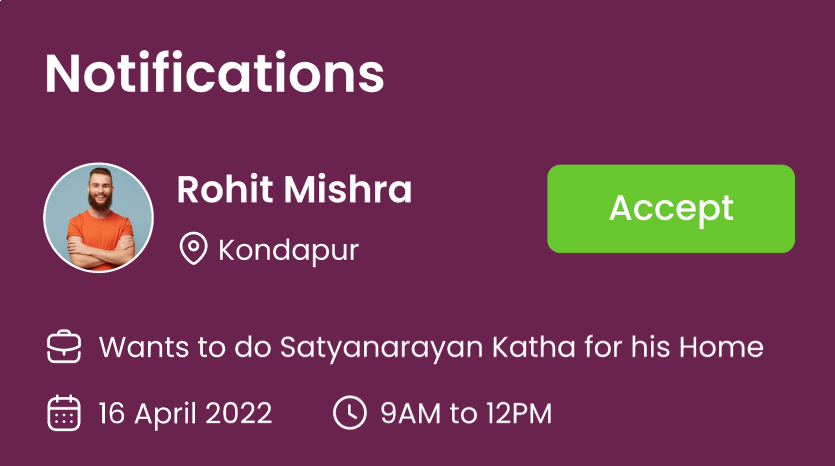 Notifications
Rohit Mishra
Accept
Kondapur
Wants to do Satyanarayan Katha for his Home
16 April 2022 9AM to 12PM